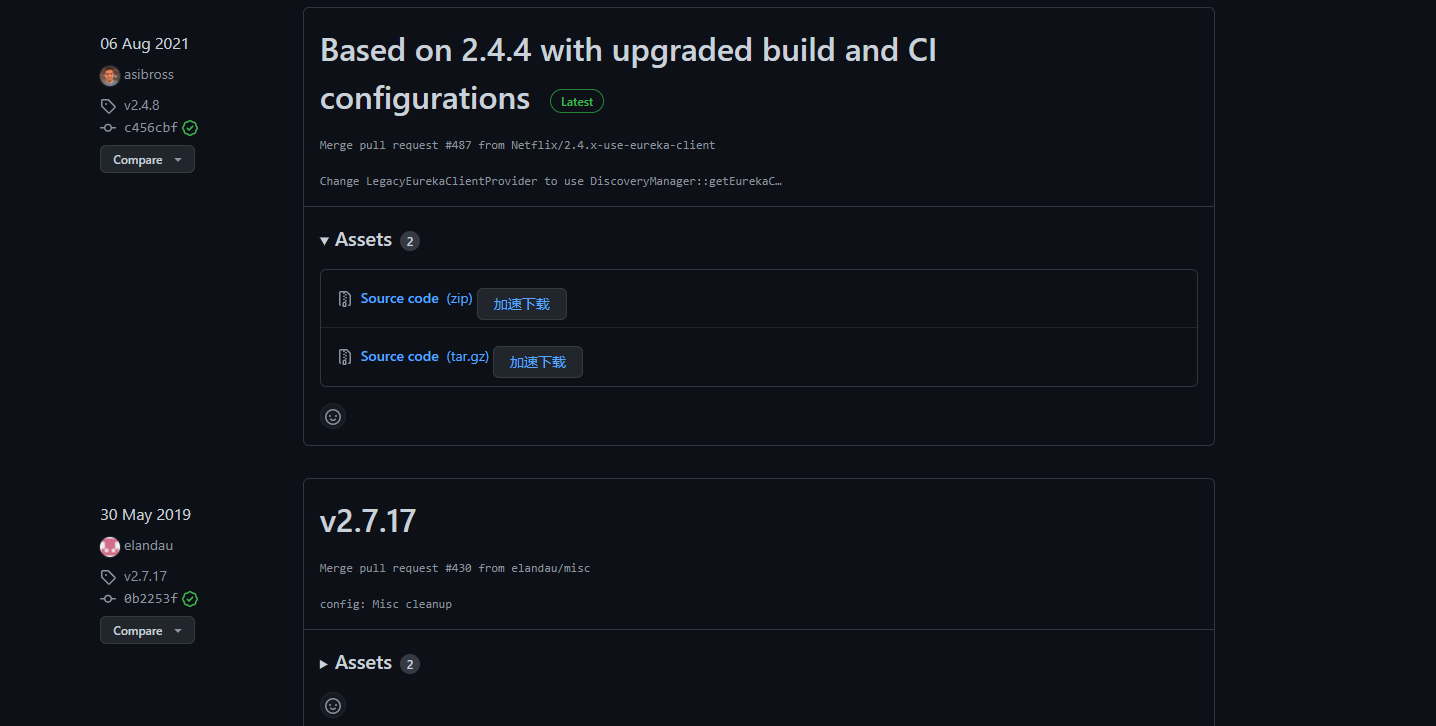 06 Aug 2021
asibross
v2.4.8
c456cbf
Compare
Based on 2.4.4 with upgraded build and CI
configurations Latest
Merge pull request #487 from Netflix/2.4.x-use-eureka-client
Change LegacyEurekaClientProvider to use DiscoveryManager::getEurekaC…
Assets 2
Source code (zip) 加速下载
Source code (tar.gz) 加速下载
30 May 2019
elandau
v2.7.17
0b2253f
Compare
v2.7.17
Merge pull request #430 from elandau/misc
config: Misc cleanup
Assets 2